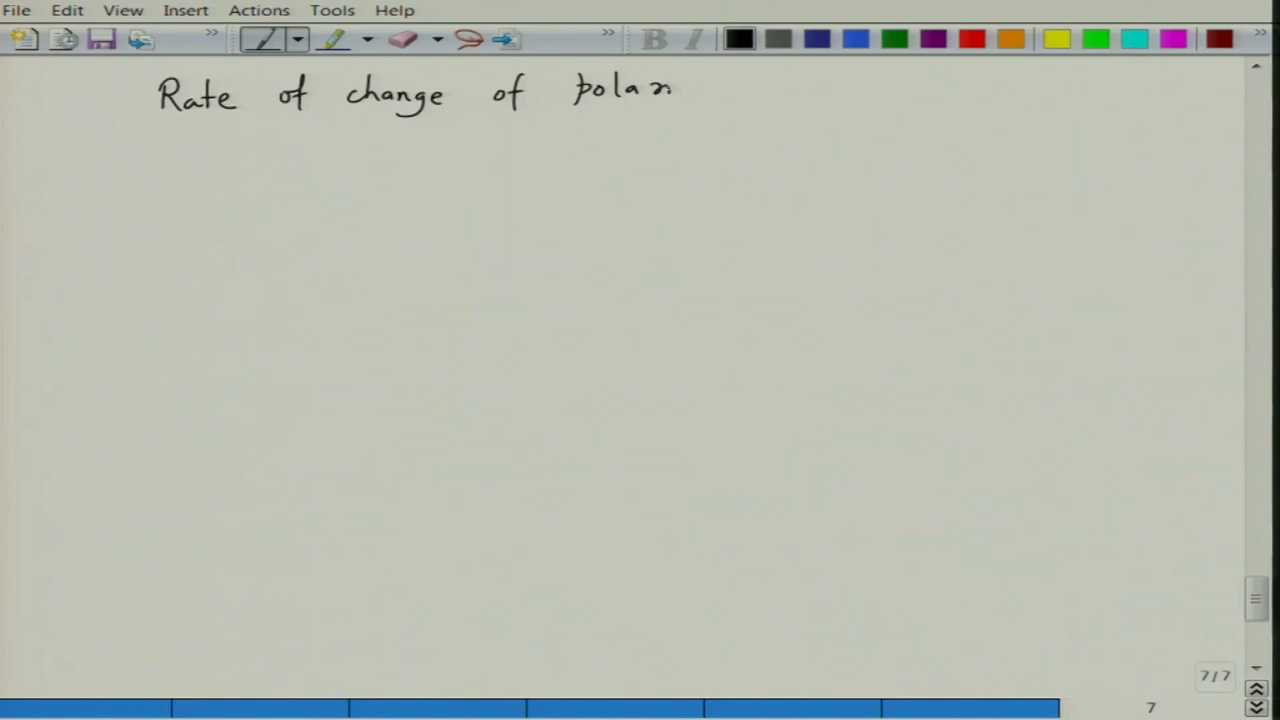 File Edit View Insert Actions Tools Help
B I
Rate of change of polar
7/7
7